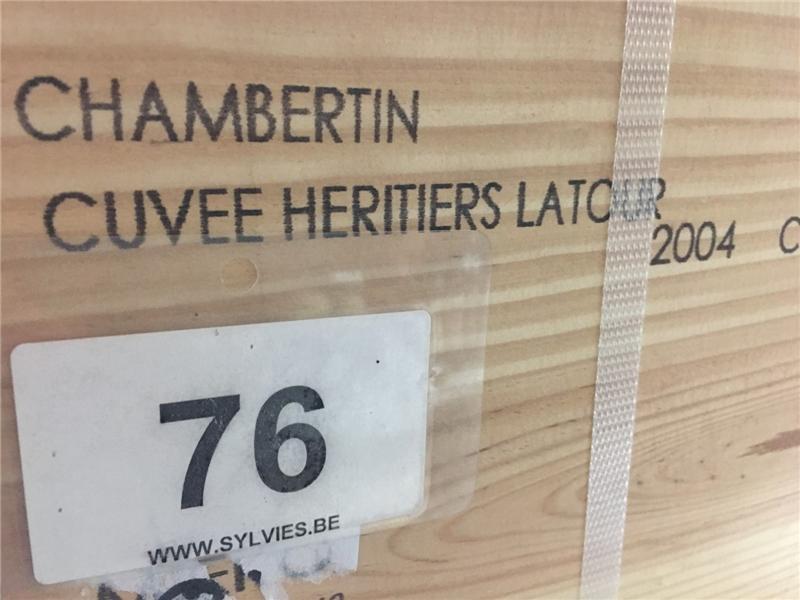 CHAMBERTIN
CUVEE HERITIERS LATOUR
2004 C
76
WWW.SYLVIES.BE